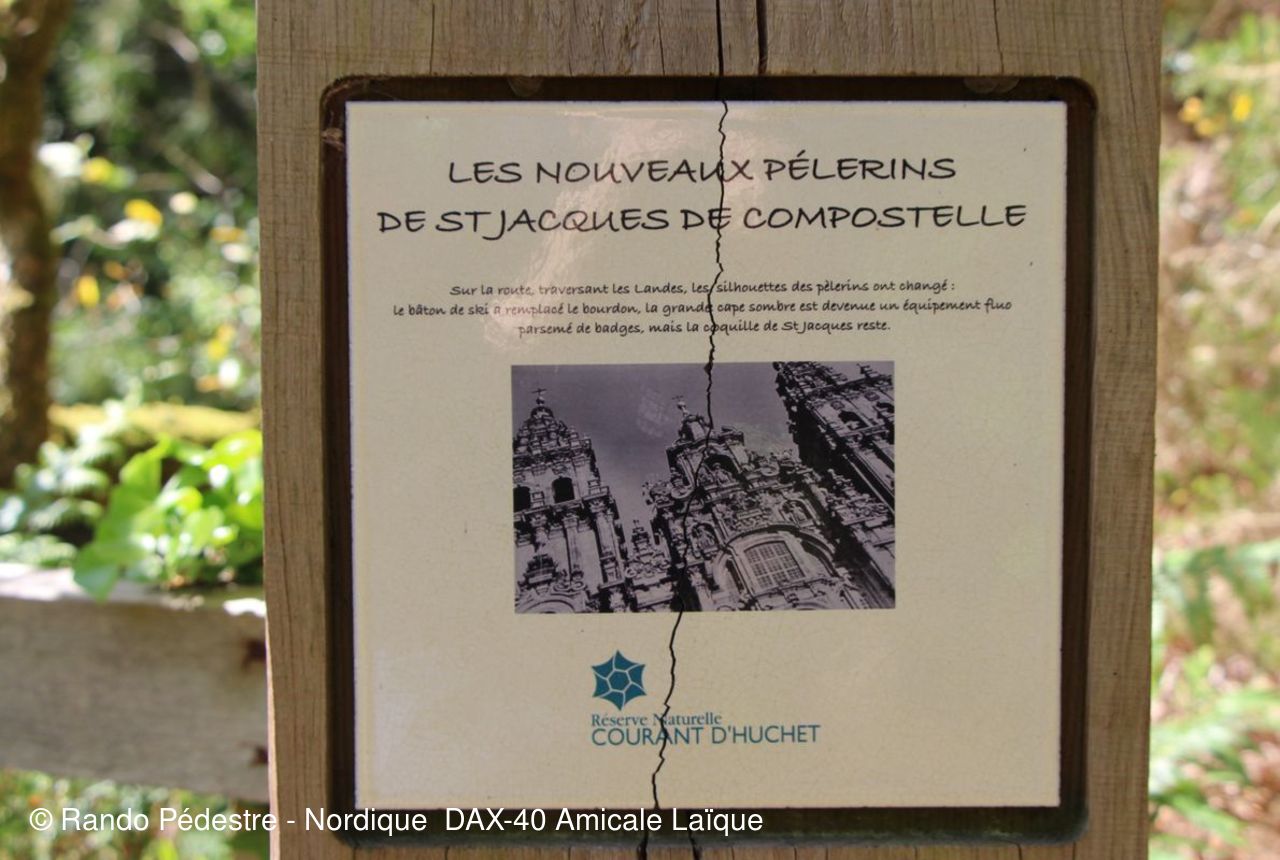 LES NOUVEAUX PÉLERINS
DE ST JACQUES DE COMPOSTELLE
Sur la route, traversant les Landes, les silhouettes des pèlerins ont changé :
le bâton de ski a remplacé le bourdon, la grande cape sombre est devenue un équipement fluo
parsemé de badges, mais la coquille de St Jacques reste.
Réserve Naturelle
COURANT D'HUCHET
© Rando Pédestre - Nordique DAX-40 Amicale Laïque